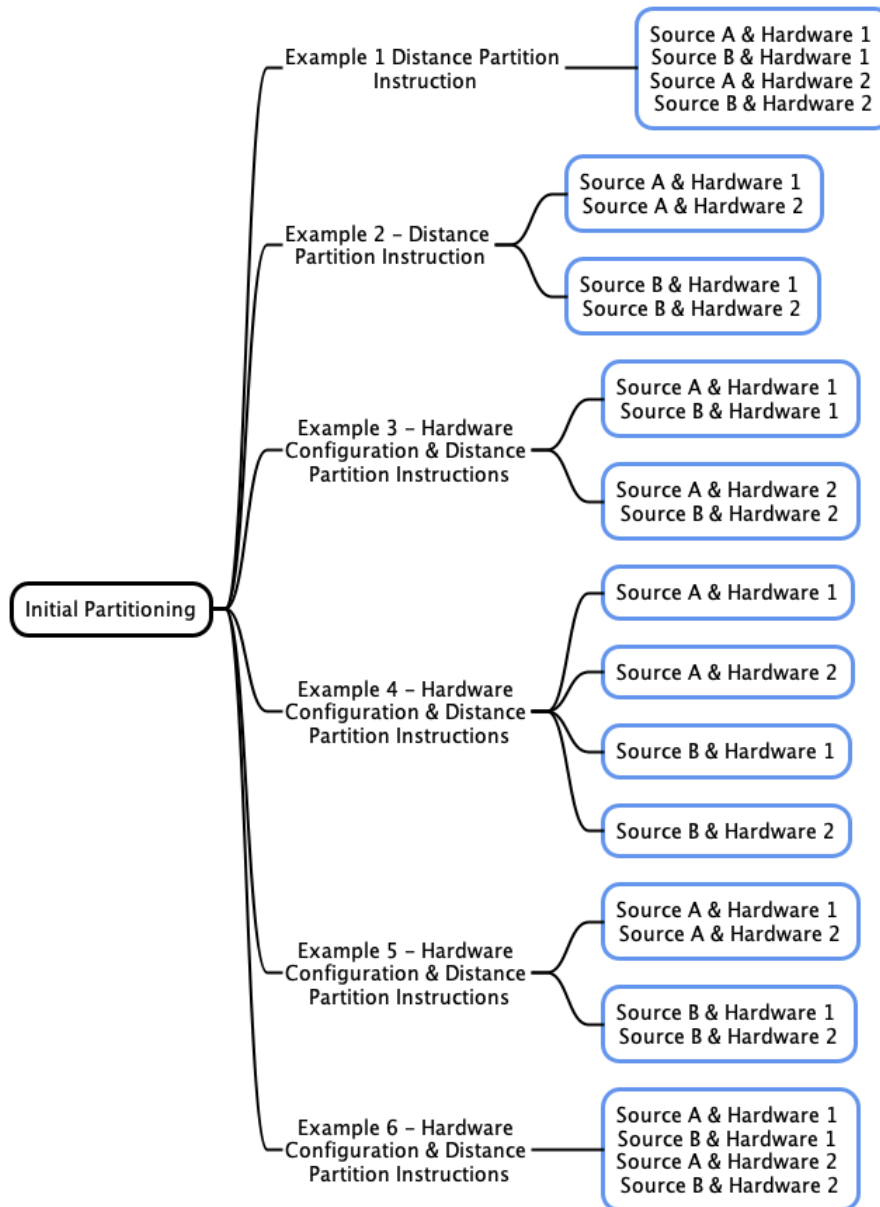 Example 1 Distance Partition
Instruction
Source A & Hardware 1
Source B & Hardware 1
Source A & Hardware 2
Source B & Hardware 2
Example 2 – Distance
Partition Instruction
Source A & Hardware 1
Source A & Hardware 2
Source B & Hardware 1
Source B & Hardware 2
Example 3 – Hardware
Configuration & Distance
Partition Instructions
Source A & Hardware 1
Source B & Hardware 1
Source A & Hardware 2
Source B & Hardware 2
Initial Partitioning
Example 4 – Hardware
Configuration & Distance
Partition Instructions
Source A & Hardware 1
Source A & Hardware 2
Source B & Hardware 1
Source B & Hardware 2
Example 5 – Hardware
Configuration & Distance
Partition Instructions
Source A & Hardware 1
Source A & Hardware 2
Source B & Hardware 1
Source B & Hardware 2
Example 6 – Hardware
Configuration & Distance
Partition Instructions
Source A & Hardware 1
Source B & Hardware 1
Source A & Hardware 2
Source B & Hardware 2